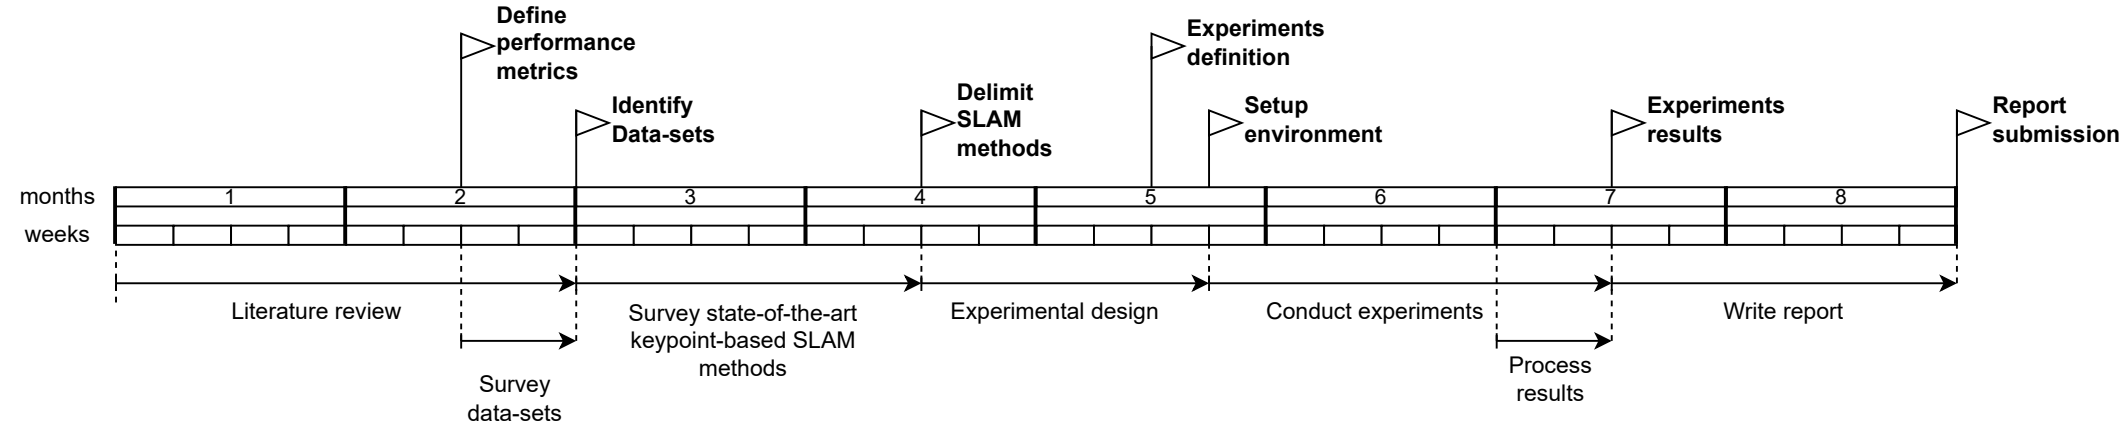 Define
performance
metrics
Identify
Data-sets
Delimit
SLAM
methods
Experiments
definition
Setup
environment
Experiments
results
Report
submission
months
1
2
3
4
5
6
7
8
weeks
Literature review
Survey
data-sets
Survey state-of-the-art
keypoint-based SLAM
methods
Experimental design
Conduct experiments
Process
results
Write report